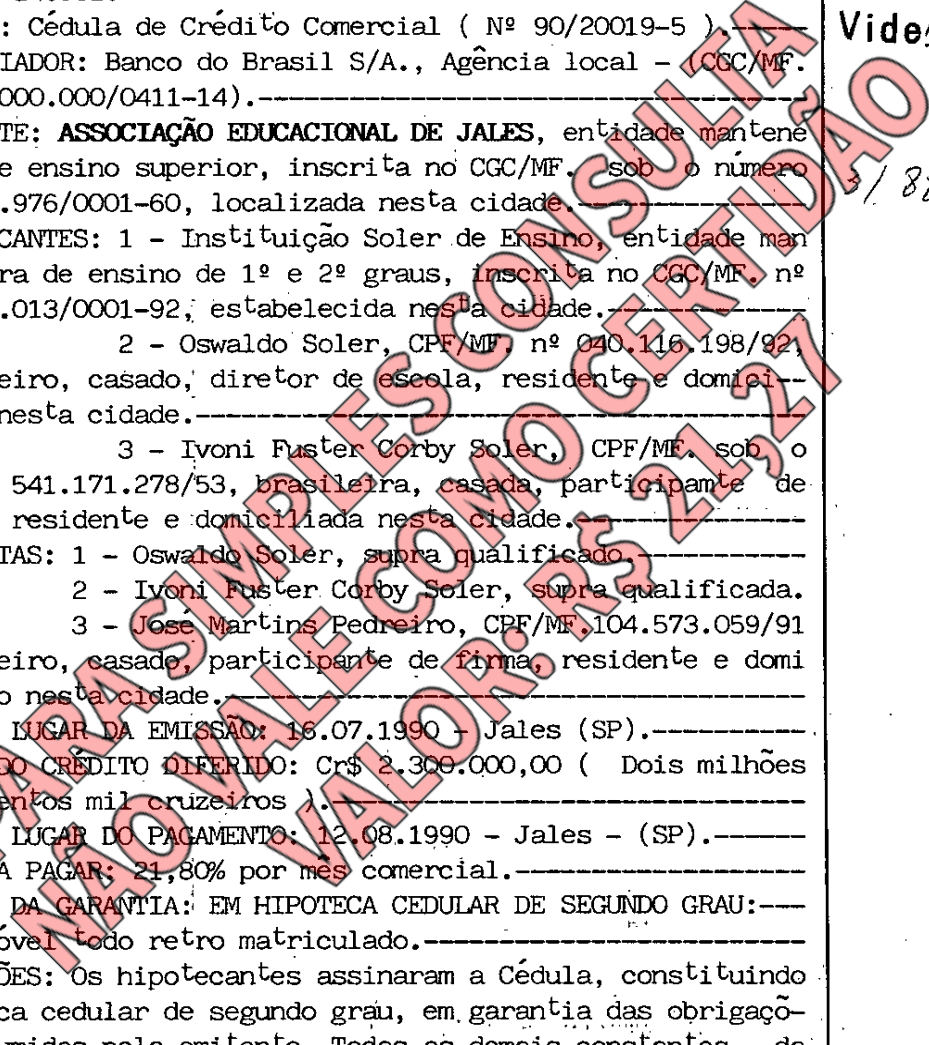 : Cédula de Crédito Comercial ( Nº 90/20019-5 ).-----
IADOR: Banco do Brasil S/A., Agência local - (CGC/MF.
000.000/0411-14).-----
TE: ASSOCIAÇÃO EDUCACIONAL DE JALES, entidade mantene
e ensino superior, inscrita no CGC/MF. sob o número
.976/0001-60, localizada nesta cidade.-----
CANTES: 1 - Instituição Soler de Ensino, entidade man
ra de ensino de 1º e 2º graus, inscrita no CGC/MF. nº
.013/0001-92, estabelecida nesta cidade.-----
2 - Oswaldo Soler, CPF/MF. nº 040.116.198/92,
eiro, casado, diretor de escola, residente e domici--
nesta cidade.-----
3 - Ivoni Fuster Corby Soler, CPF/MF. sob o
541.171.278/53, brasileira, casada, participamte de
residente e domiciliada nesta cidade.-----
TAS: 1 - Oswaldo Soler, supra qualificado.-----
2 - Ivoni Fuster Corby Soler, supra qualificada.
3 - José Martins Pedreiro, CPF/MF.104.573.059/91
eiro, casado, participante de firma, residente e domi
o nesta cidade.-----
LUGAR DA EMISSÃO: 16.07.1990 - Jales (SP).-----
DO CRÉDITO DIFERIDO: Cr$ 2.300.000,00 ( Dois milhões
entos mil cruzeiros ).-----
LUGAR DO PAGAMENTO: 12.08.1990 - Jales - (SP).-----
A PAGAR: 21,80% por mês comercial.-----
DA GARANTIA: EM HIPOTECA CEDULAR DE SEGUNDO GRAU:---
óvel todo retro matriculado.-----
ÕES: Os hipotecantes assinaram a Cédula, constituindo
ca cedular de segundo grau, em garantia das obrigaçõ-
midas pelo emitente. Todos os demais constantes de
Vide
PARA SIMPLES CONSULTA
NÃO VALE COMO CERTIDÃO
VALOR: R$ 21,27